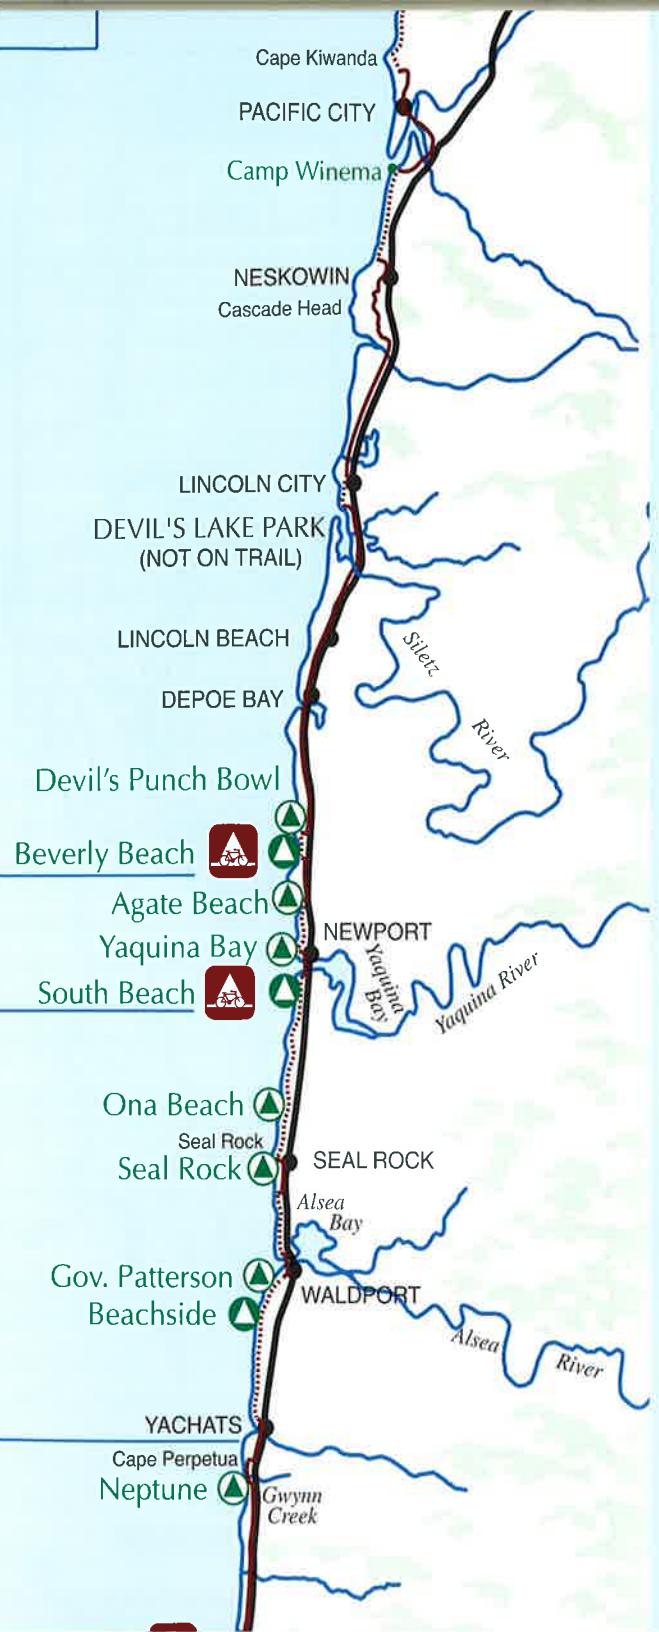 Cape Kiwanda
PACIFIC CITY
Camp Winema
NESKOWIN
Cascade Head
LINCOLN CITY
DEVIL'S LAKE PARK
(NOT ON TRAIL)
LINCOLN BEACH
Siletz
River
DEPOE BAY
Devil's Punch Bowl
Beverly Beach
Agate Beach
NEWPORT
Yaquina Bay
Yaquina
Bay
Yaquina River
South Beach
Ona Beach
Seal Rock
Seal Rock
SEAL ROCK
Alsea
Bay
Gov. Patterson
WALDPORT
Beachside
Alsea
River
YACHATS
Cape Perpetua
Neptune
Gwynn
Creek